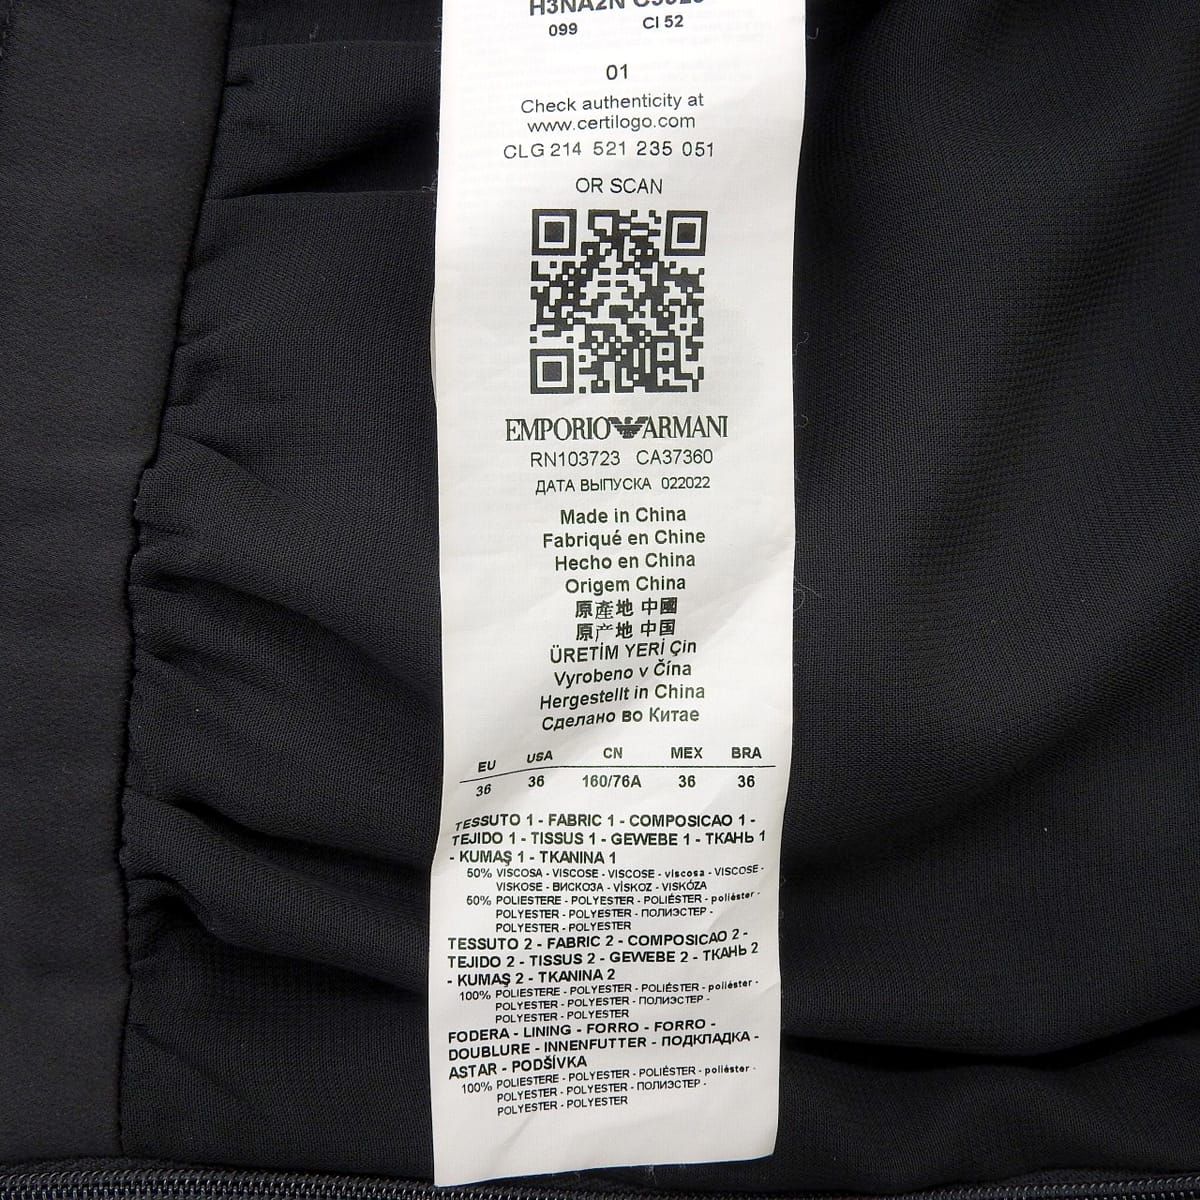 H3NA2N
099 CI 52
01
Check authenticity at
www.certilogo.com
CLG 214 521 235 051
OR SCAN
EMPORIO ARMANI
RN103723 CA37360
ДАТА ВЫПУСКА 022022
Made in China
Fabriqué en Chine
Hecho en China
Origem China
原產地 中國
原产地 中国
ÜRETİM YERİ Çin
Vyrobeno v Čína
Hergestellt in China
Сделано во Китае
EU USA CN MEX BRA
36 36 160/76A 36 36
TESSUTO 1 - FABRIC 1 - COMPOSICAO 1 -
TEJIDO 1 - TISSUS 1 - GEWEBE 1 - ТКАНЬ 1
- KUMAŞ 1 - TKANINA 1
50% VISCOSA - VISCOSE - VISCOSE - viscosa - VISCOSE -
VISKOSE - ВИСКОЗА - VİSKOZ - VISKÓZA
50% POLIESTERE - POLYESTER - POLIÉSTER - poliéster -
POLYESTER - POLYESTER - ПОЛИЭСТЕР -
POLYESTER - POLYESTER
TESSUTO 2 - FABRIC 2 - COMPOSICAO 2 -
TEJIDO 2 - TISSUS 2 - GEWEBE 2 - ТКАНЬ 2
- KUMAŞ 2 - TKANINA 2
100% POLIESTERE - POLYESTER - POLIÉSTER - poliéster -
POLYESTER - POLYESTER - ПОЛИЭСТЕР -
POLYESTER - POLYESTER
FODERA - LINING - FORRO - FORRO -
DOUBLURE - INNENFUTTER - ПОДКЛАДКА -
ASTAR - PODŠÍVKA
100% POLIESTERE - POLYESTER - POLIÉSTER - poliéster -
POLYESTER - POLYESTER - ПОЛИЭСТЕР -
POLYESTER - POLYESTER